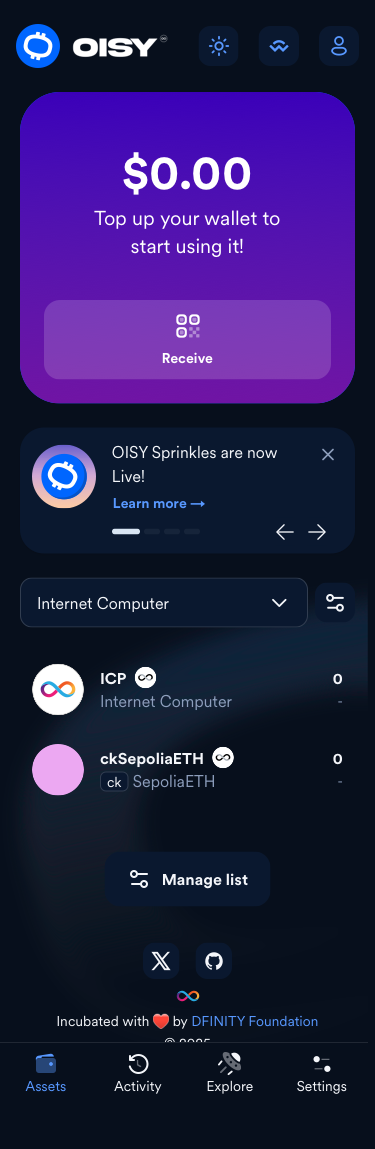 OISY
$0.00
Top up your wallet to
start using it!
Receive
OISY Sprinkles are now
Live!
Learn more →
Internet Computer
ICP 0
Internet Computer -
ckSepoliaETH 0
ck SepoliaETH -
Manage list
Incubated with ❤️ by DFINITY Foundation
© 2025
Assets Activity Explore Settings